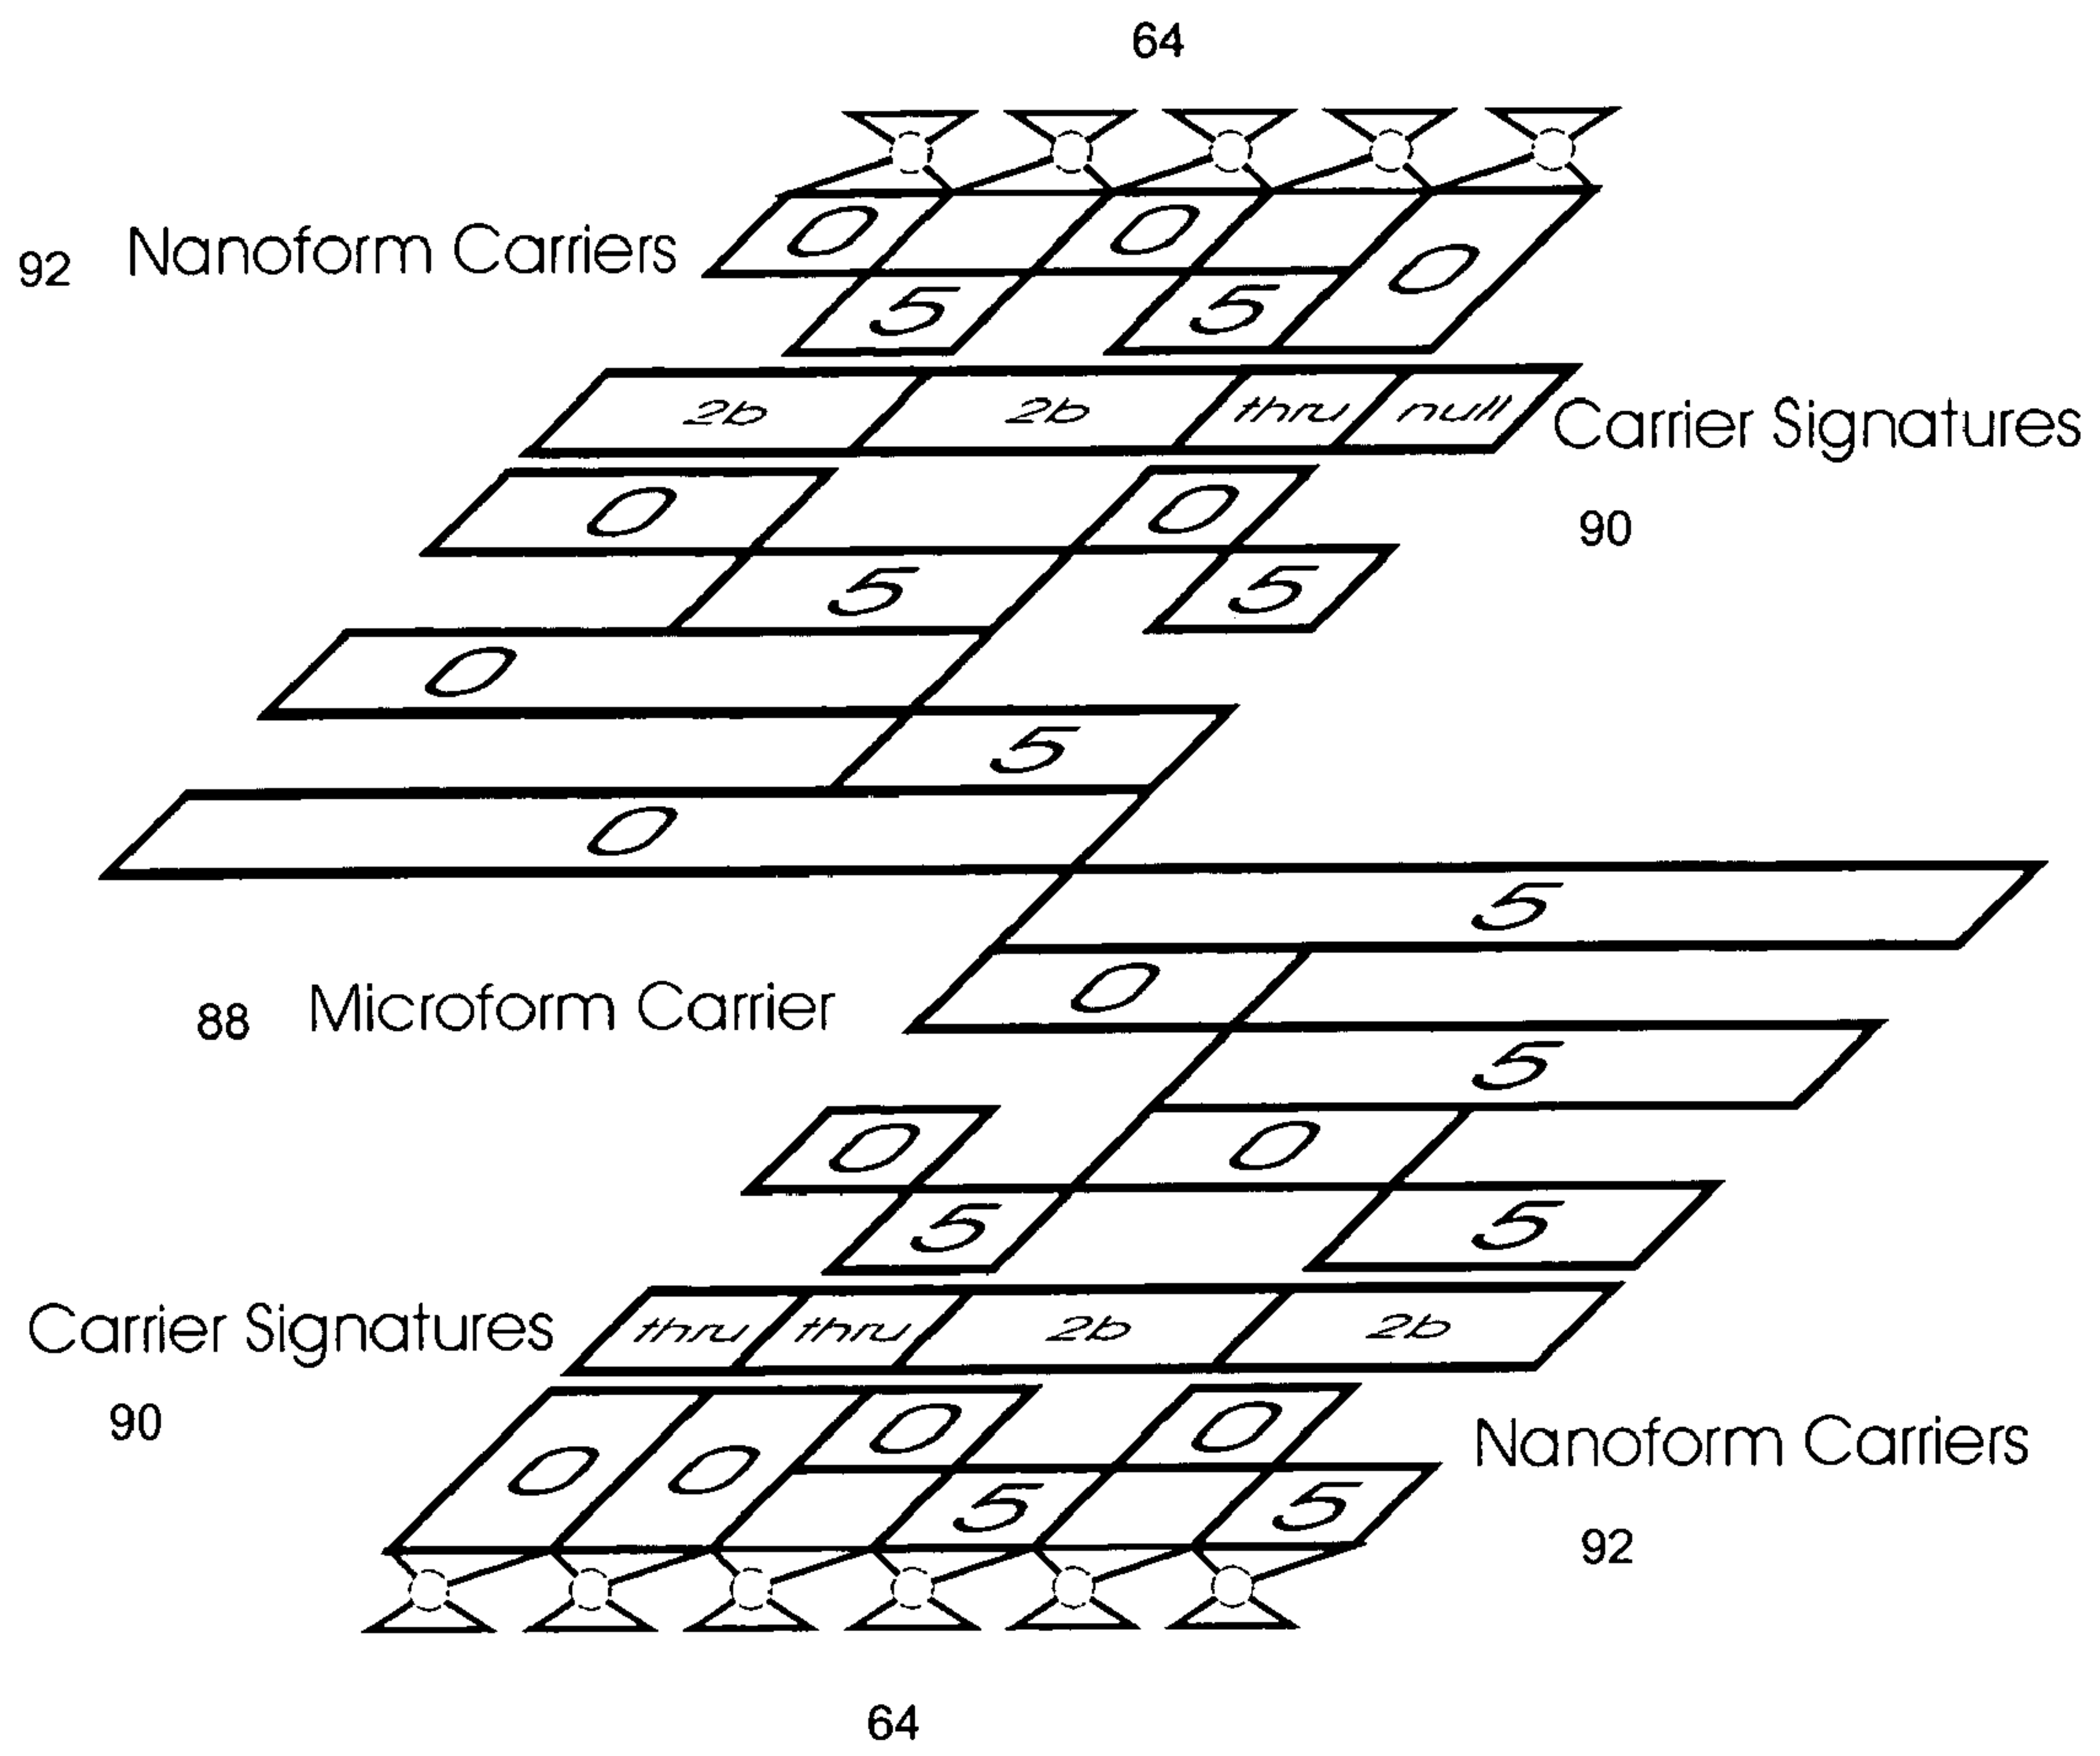 64
0 0
92 Nanoform Carriers 0
5 5
2b 2b thru null Carrier Signatures
0 0 90
5 5
0
5
0
5
88 Microform Carrier 0
5
0 0
5 5
Carrier Signatures thru thru 2b 2b
90 0 0 Nanoform Carriers
0 0
5 5
92
64